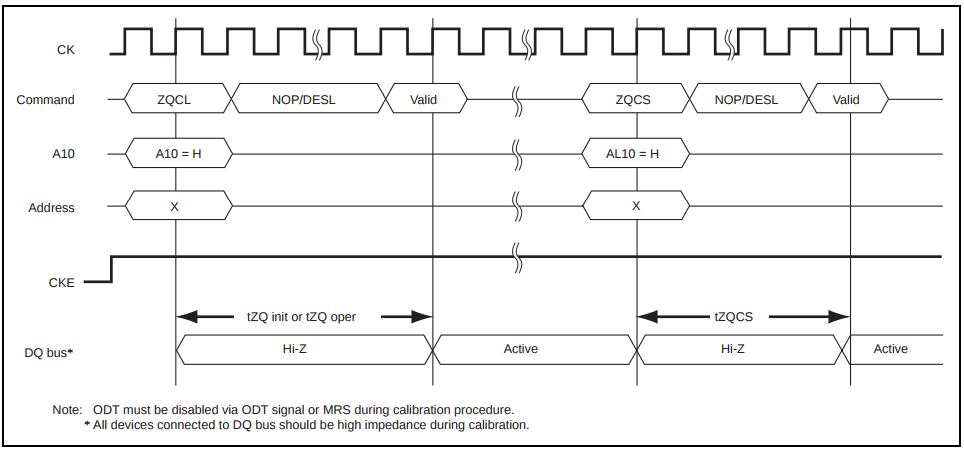 CK
Command ZQCL NOP/DESL Valid ZQCS NOP/DESL Valid
A10 A10 = H AL10 = H
Address X X
CKE
tZQ init or tZQ oper tZQCS
DQ bus* Hi-Z Active Hi-Z Active
Note: ODT must be disabled via ODT signal or MRS during calibration procedure.
* All devices connected to DQ bus should be high impedance during calibration.